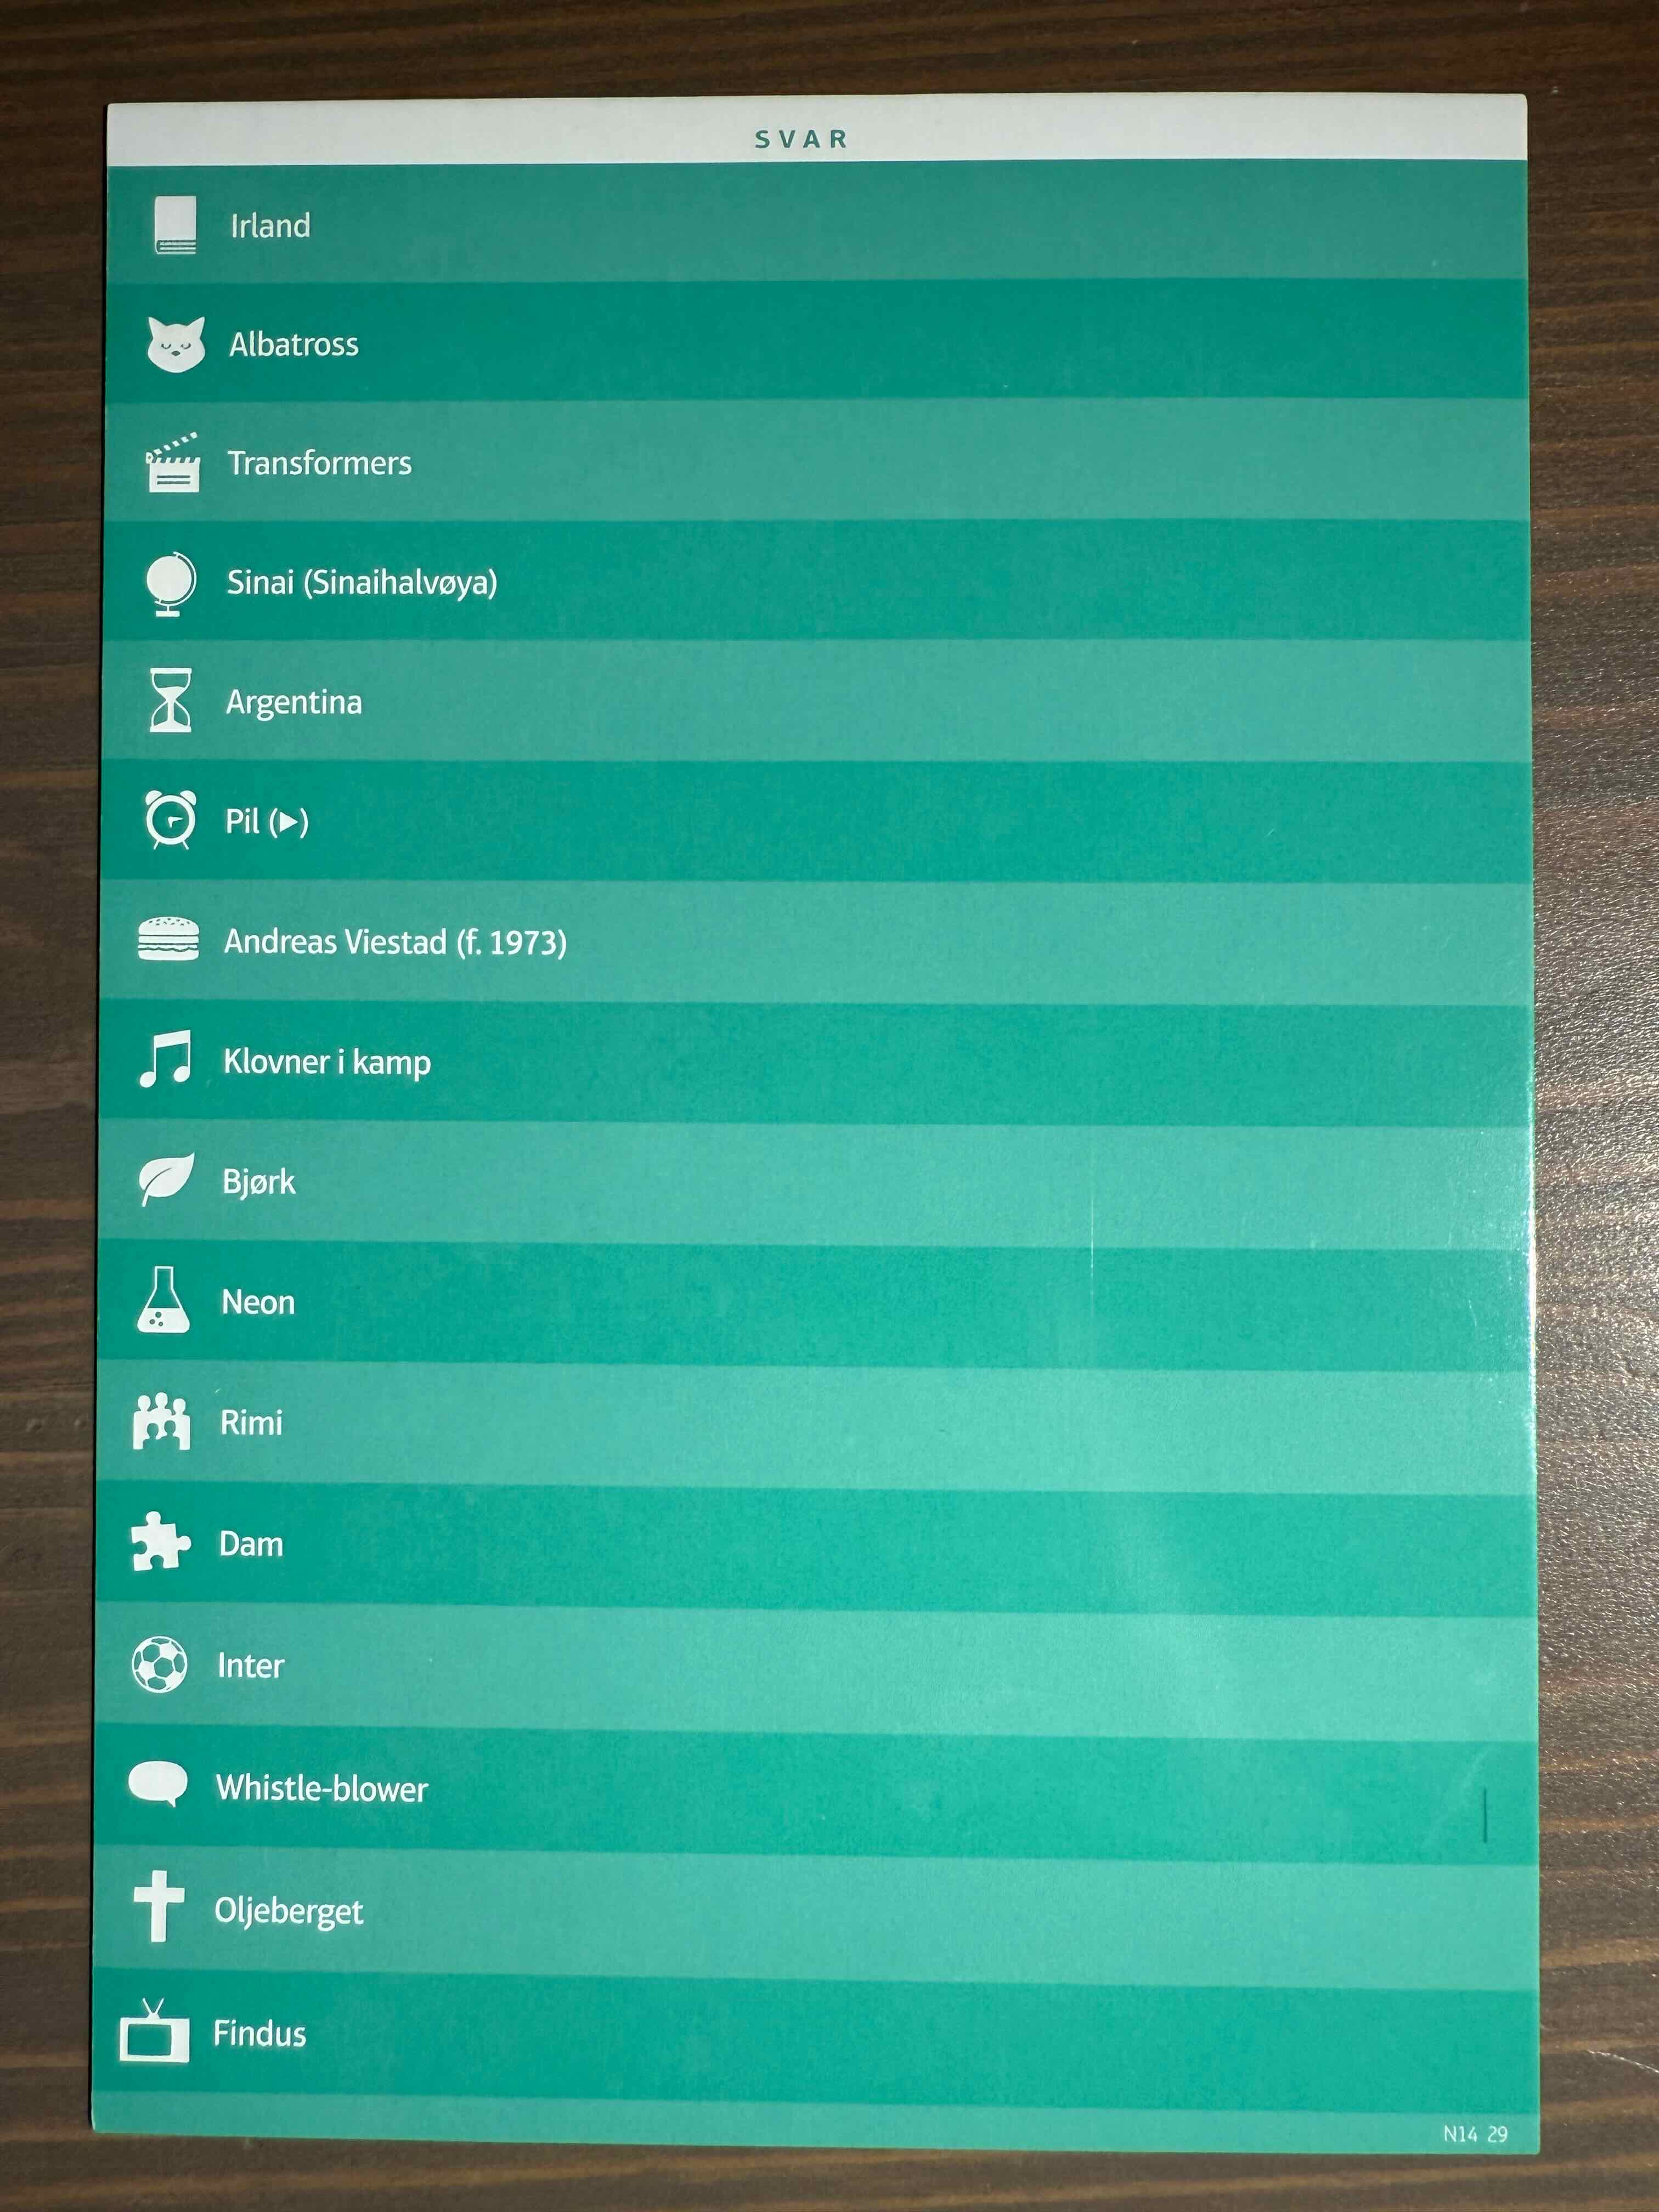 SVAR
Irland
Albatross
Transformers
Sinai (Sinaihalvøya)
Argentina
Pil (▶)
Andreas Viestad (f. 1973)
Klovner i kamp
Bjørk
Neon
Rimi
Dam
Inter
Whistle-blower
Oljeberget
Findus
N14 29